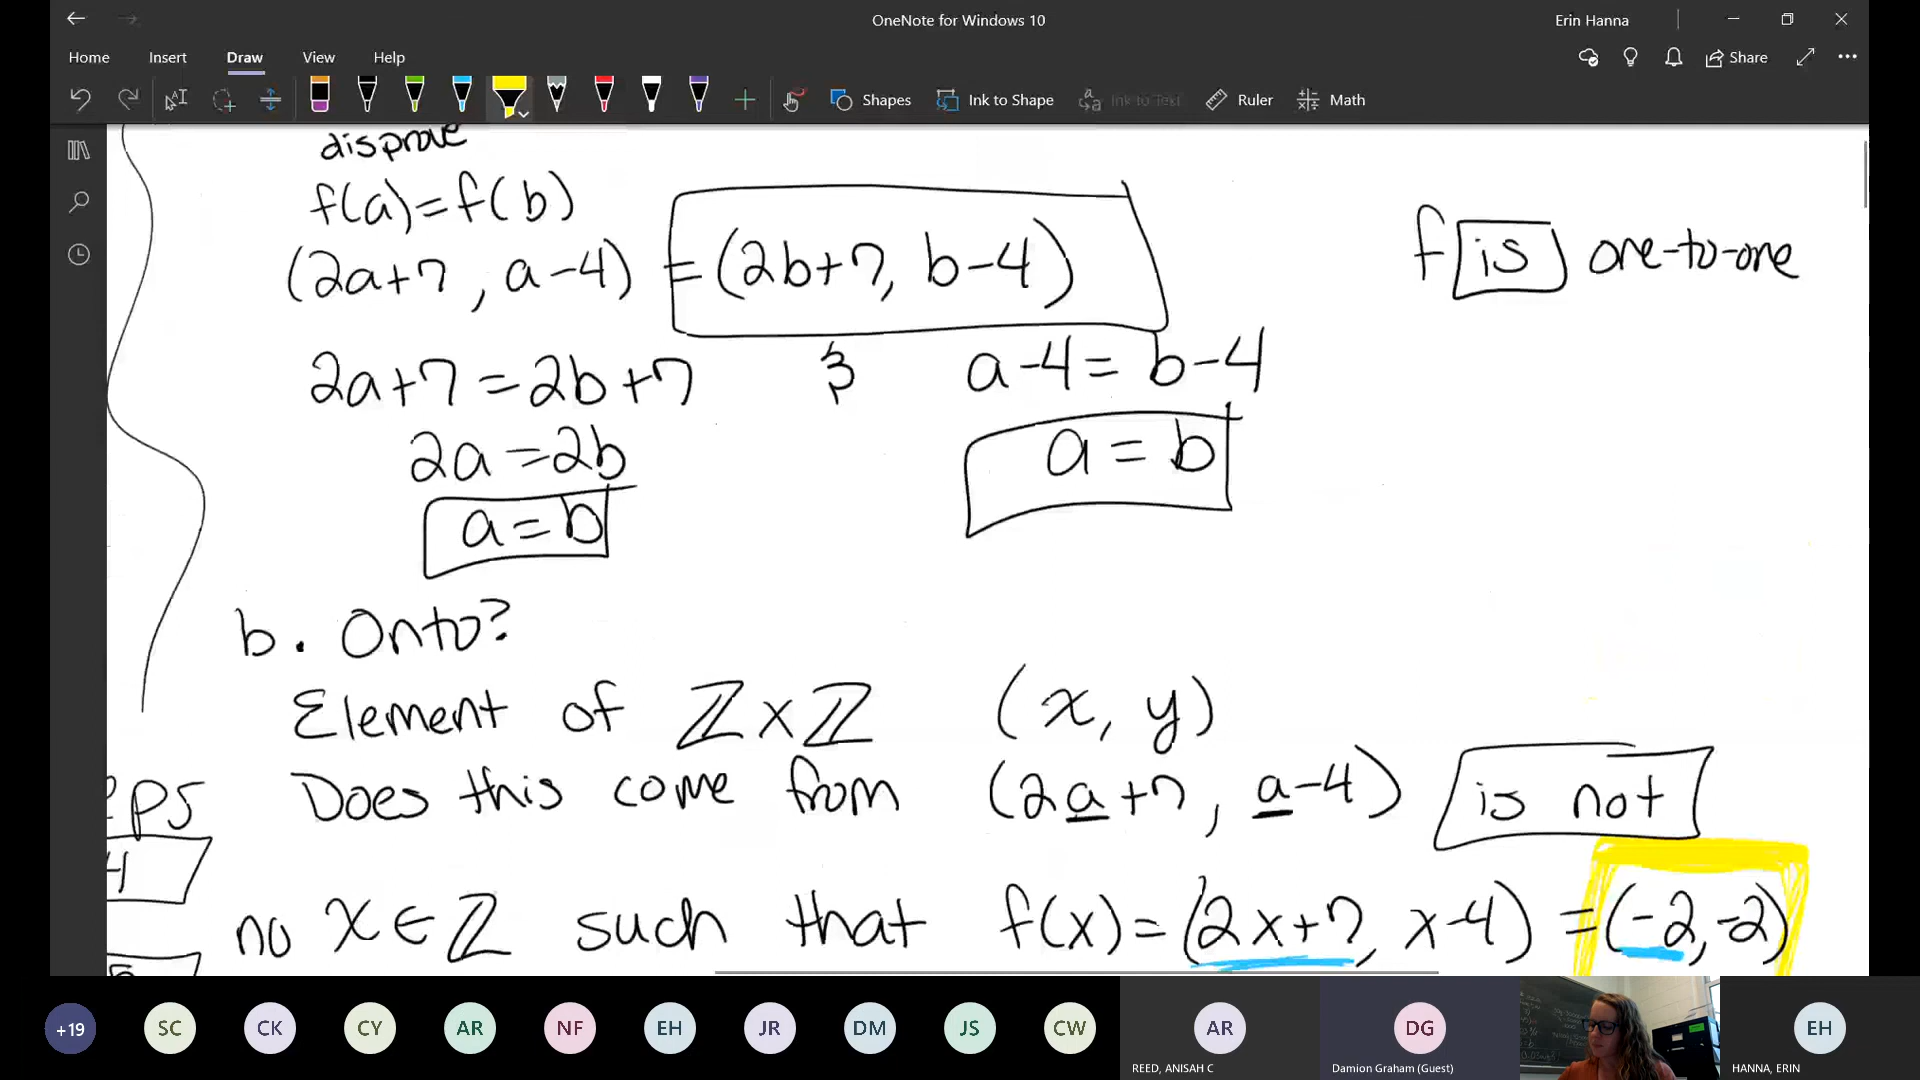 OneNote for Windows 10
Erin Hanna
Home Insert Draw View Help
Share
Shapes Ink to Shape Ink to Text Ruler Math
disprove
f(a)=f(b)
(2a+7, a-4) =(2b+7, b-4)
f is one-to-one
2a+7=2b+7 & a-4=b-4
2a=2b
a=b
a=b
b. Onto?
Element of ℤ×ℤ (x, y)
Does this come from (2a+7, a-4) is not
no x∈ℤ such that f(x)=(2x+7, x-4)=(-2,-2)
+19 SC CK CY AR NF EH JR DM JS CW AR DG EH
REED, ANISAH C
Damion Graham (Guest)
HANNA, ERIN